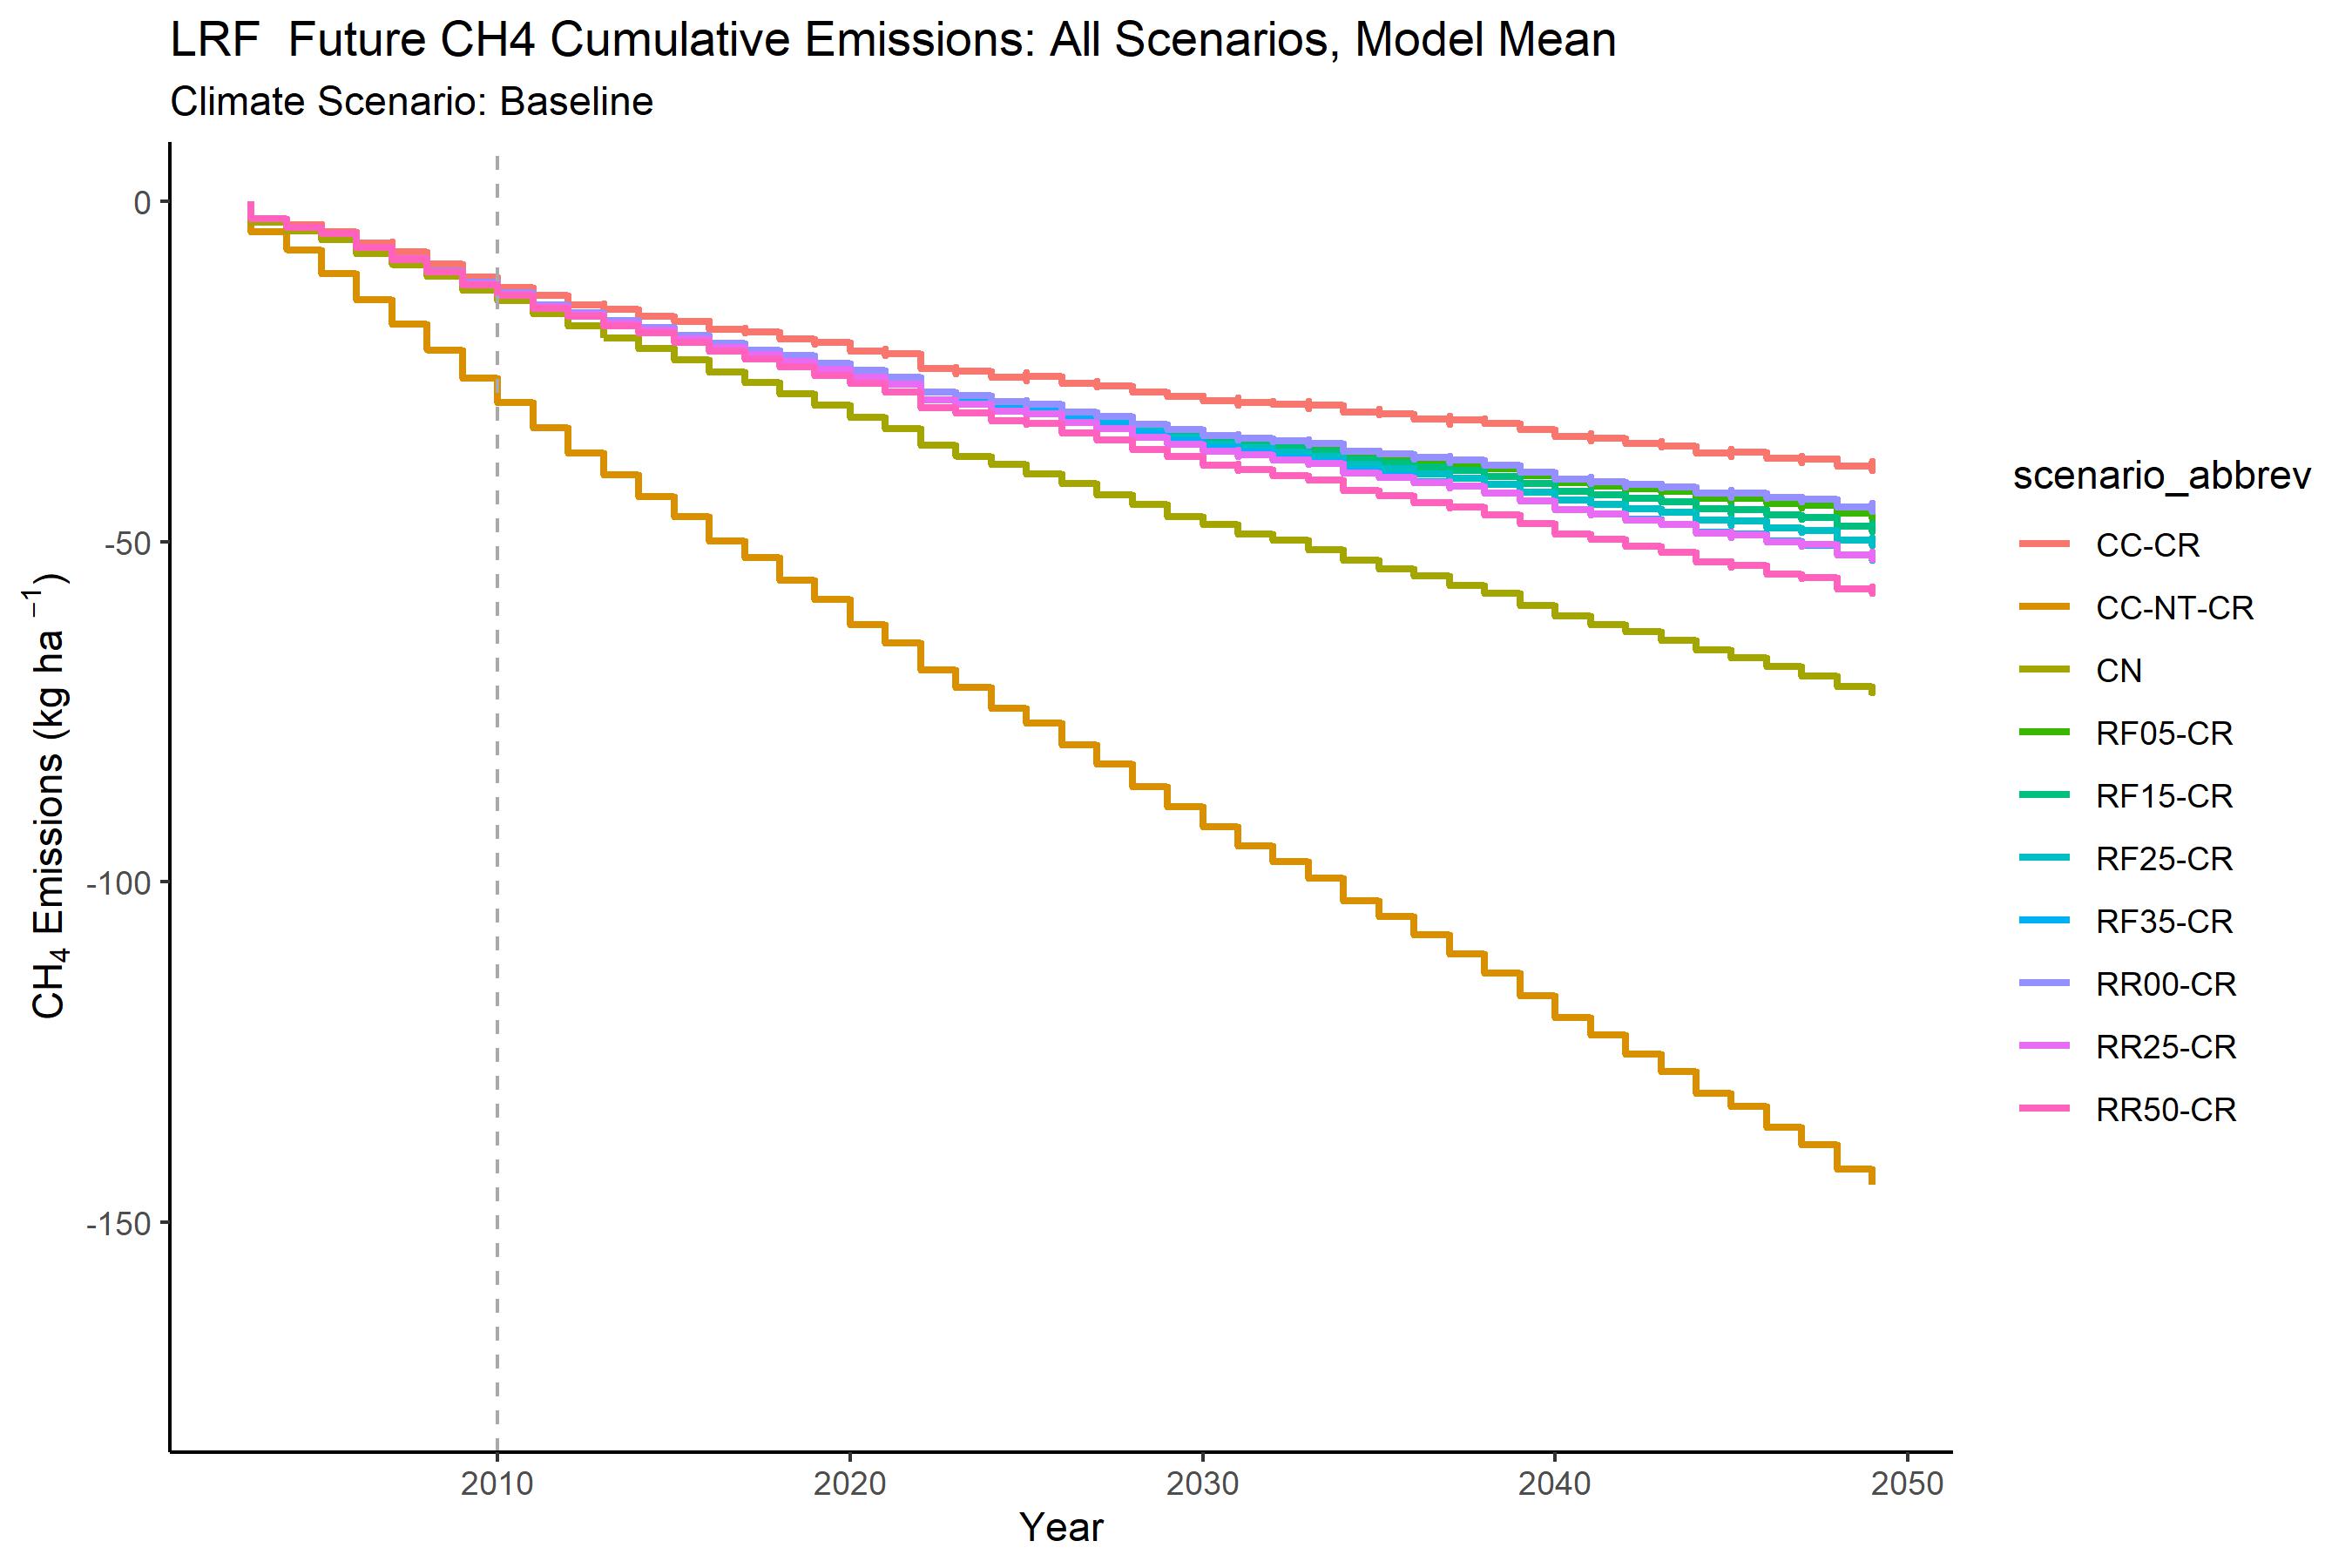 LRF  Future CH4 Cumulative Emissions: All Scenarios, Model Mean
Climate Scenario: Baseline
CH₄ Emissions (kg ha ⁻¹)
0
-50
-100
-150
2010
2020
2030
2040
2050
Year
scenario_abbrev
CC-CR
CC-NT-CR
CN
RF05-CR
RF15-CR
RF25-CR
RF35-CR
RR00-CR
RR25-CR
RR50-CR